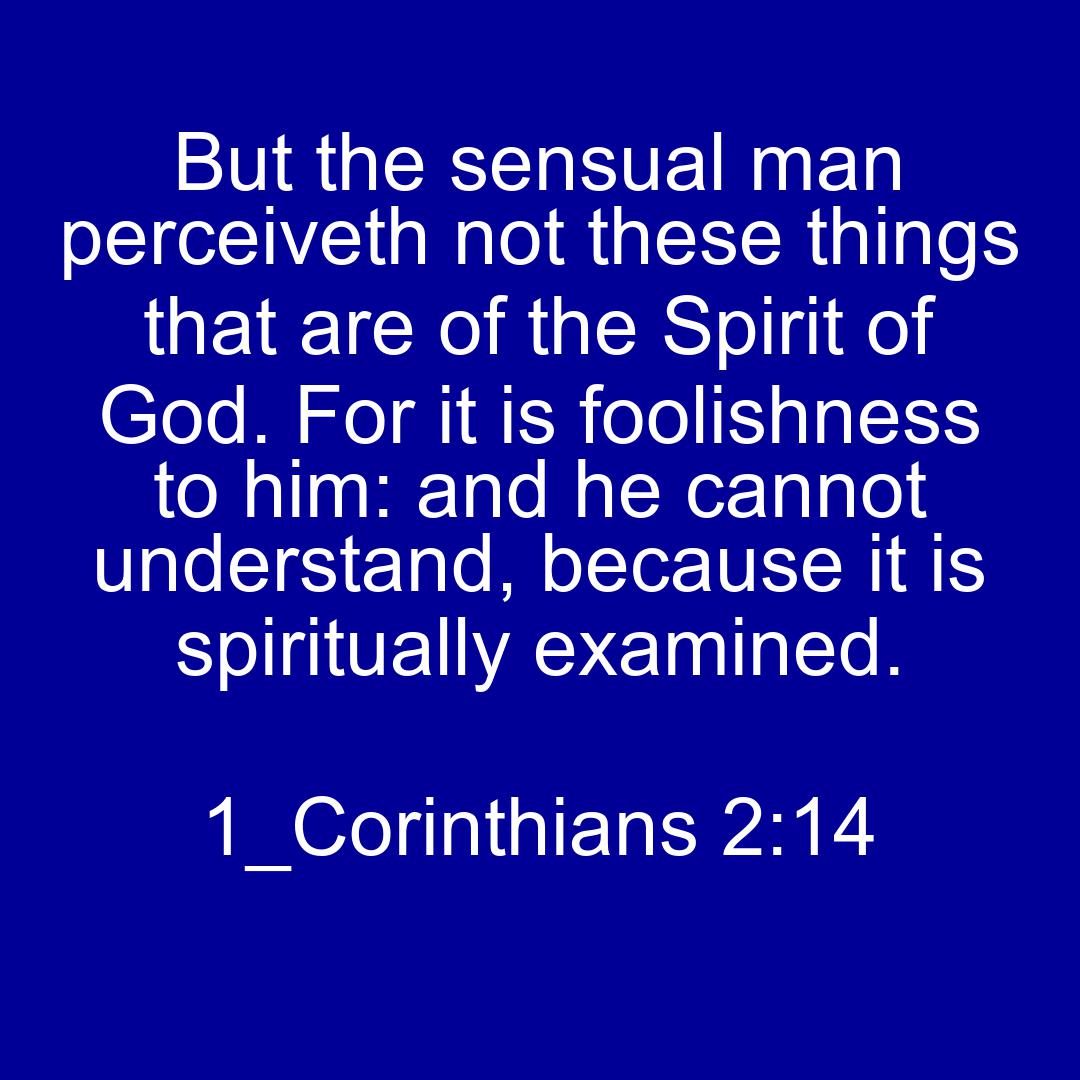 But the sensual man
perceiveth not these things
that are of the Spirit of
God. For it is foolishness
to him: and he cannot
understand, because it is
spiritually examined.
1_Corinthians 2:14